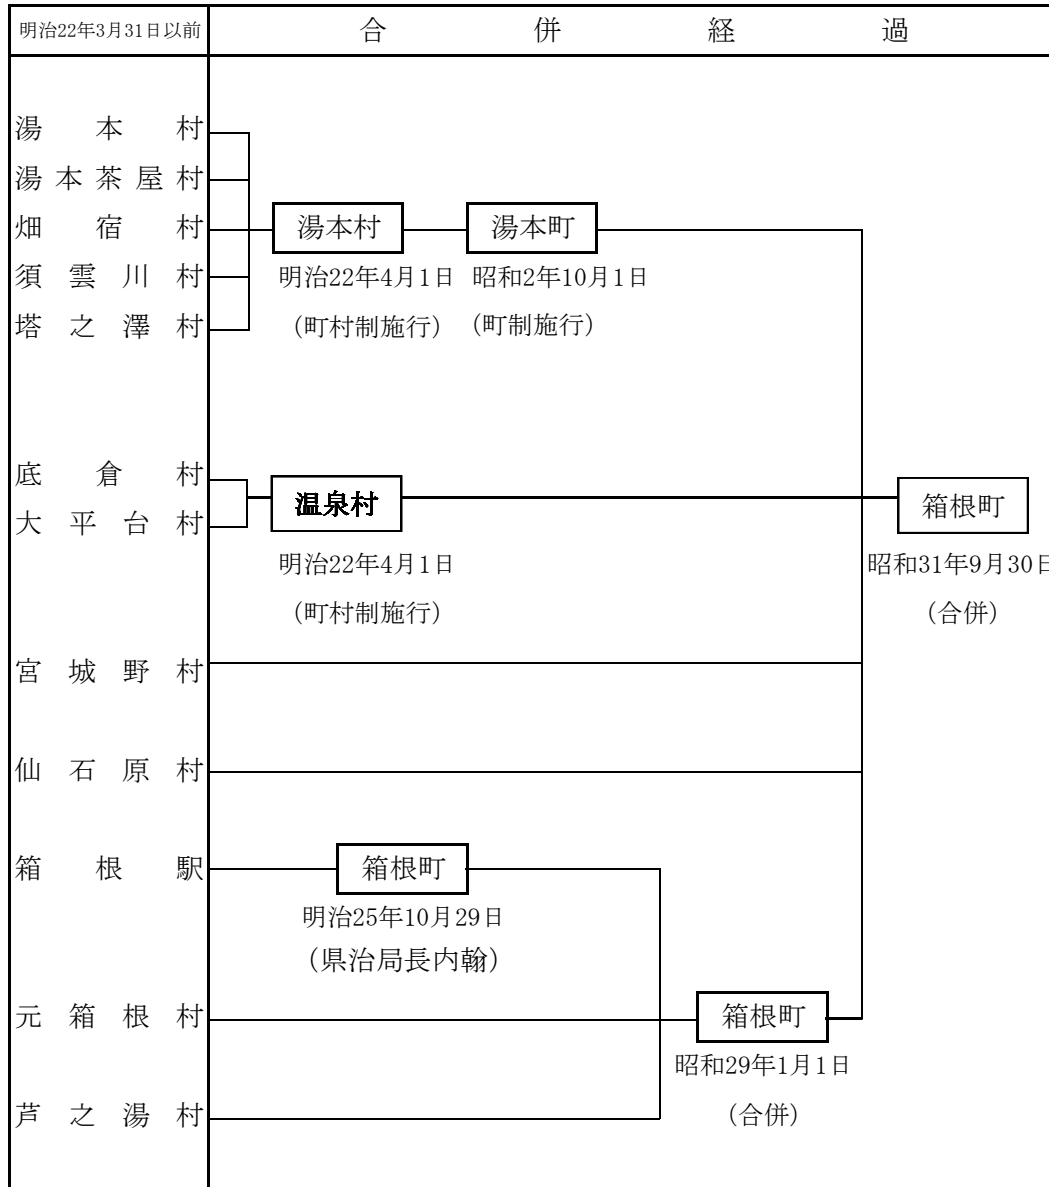 明治22年3月31日以前 合併経過
湯本村
湯本茶屋村
畑宿村 湯本村 湯本町
須雲川村 明治22年4月1日 昭和2年10月1日
塔之澤村 (町村制施行) (町制施行)
底倉村
温泉村 箱根町
大平台村
明治22年4月1日 昭和31年9月30日
(町村制施行) (合併)
宮城野村
仙石原村
箱根駅 箱根町
明治25年10月29日
(県治局長内翰)
元箱根村 箱根町
昭和29年1月1日
芦之湯村 (合併)